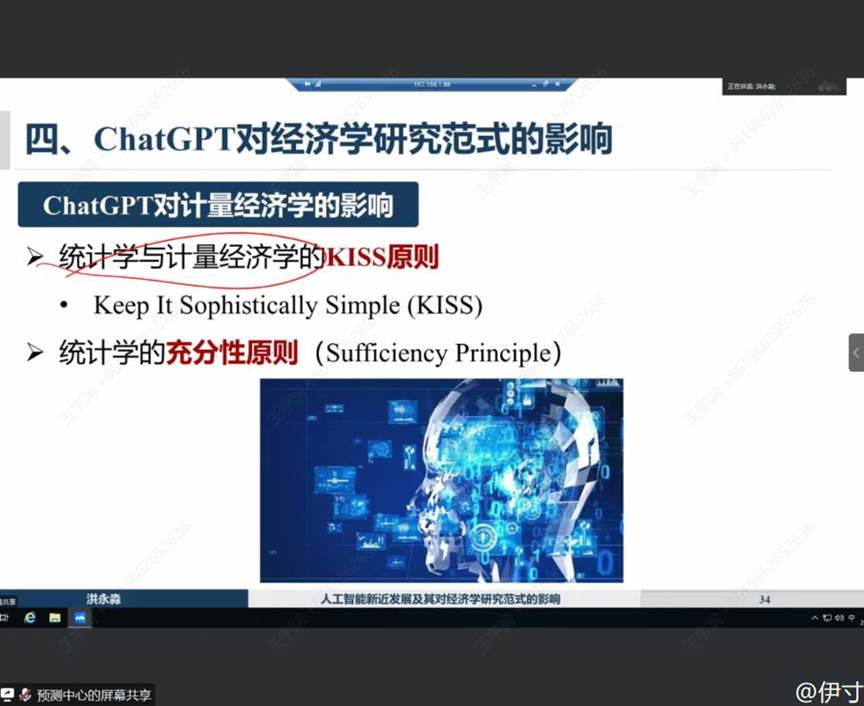 192.168.1.88
正在讲话: 洪永淼;
四、ChatGPT对经济学研究范式的影响
ChatGPT对计量经济学的影响
➢ 统计学与计量经济学的KISS原则
• Keep It Sophistically Simple (KISS)
➢ 统计学的充分性原则（Sufficiency Principle）
洪永淼
人工智能新近发展及其对经济学研究范式的影响
34
预测中心的屏幕共享
@伊寸